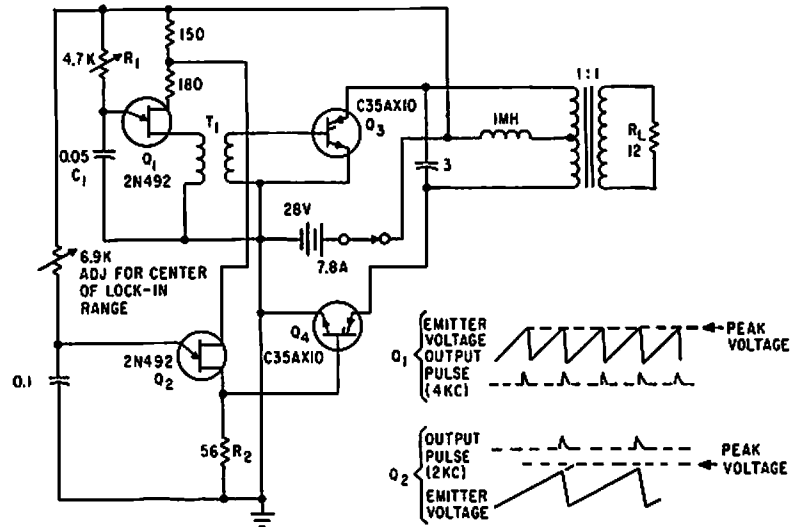 150
4.7K R1
180
1:1
C35AX10
T1
Q3
1MH
RL
12
Q1
2N492
0.05
C1
3
28V
7.8A
6.9K
ADJ FOR CENTER
OF LOCK-IN
RANGE
Q4
C35AX10
2N492
Q2
0.1
56 R2
Q1
EMITTER
VOLTAGE
OUTPUT
PULSE
(4KC)
PEAK
VOLTAGE
Q2
OUTPUT
PULSE
(2KC)
EMITTER
VOLTAGE
PEAK
VOLTAGE